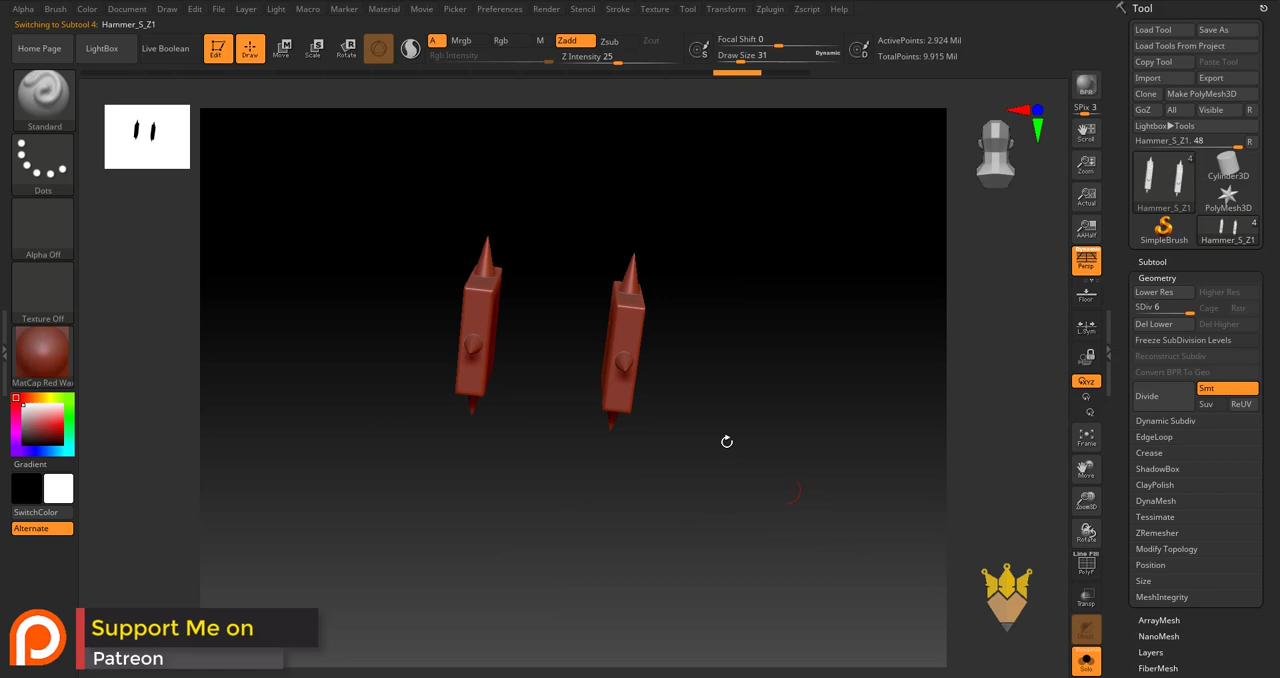 Alpha Brush Color Document Draw Edit File Layer Light Macro Marker Material Movie Picker Preferences Render Stencil Stroke Texture Tool Transform Zplugin Zscript Help
Switching to Subtool 4: Hammer_S_Z1
Home Page LightBox Live Boolean Edit Draw Move Scale Rotate A Mrgb Rgb M Zadd Zsub Zcut
Rgb Intensity Z Intensity 25
S Focal Shift 0
Draw Size 31 Dynamic D
ActivePoints: 2.924 Mil
TotalPoints: 9.915 Mil
Standard
Dots
Alpha Off
Texture Off
MatCap Red Wa
Gradient
SwitchColor
Alternate
BPR
SPix 3
Scroll
Zoom
Actual
AAHalf
Dynamic
Persp
Floor
L.Sym
XYZ
Frame
Move
Zoom3D
Rotate
Line Fill
PolyF
Transp
Ghost
Dynamic
Solo
Tool
Load Tool Save As
Load Tools From Project
Copy Tool Paste Tool
Import Export
Clone Make PolyMesh3D
GoZ All Visible R
Lightbox▶Tools
Hammer_S_Z1. 48 R
4
Cylinder3D
Hammer_S_Z1 PolyMesh3D
4
SimpleBrush Hammer_S_Z1
Subtool
Geometry
Lower Res Higher Res
SDiv 6 Cage Rstr
Del Lower Del Higher
Freeze SubDivision Levels
Reconstruct Subdiv
Convert BPR To Geo
Divide Smt
Suv ReUV
Dynamic Subdiv
EdgeLoop
Crease
ShadowBox
ClayPolish
DynaMesh
Tessimate
ZRemesher
Modify Topology
Position
Size
MeshIntegrity
ArrayMesh
NanoMesh
Layers
FiberMesh
Support Me on
Patreon